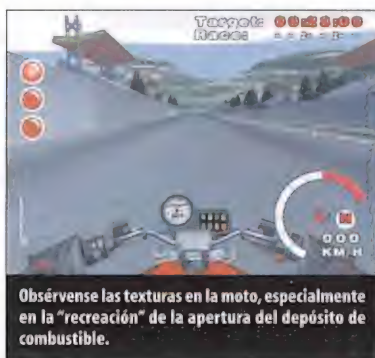 Target: 00:28:00
Race: - -: - -: - -
000
KM-H
Obsérvense las texturas en la moto, especialmente
en la "recreación" de la apertura del depósito de
combustible.